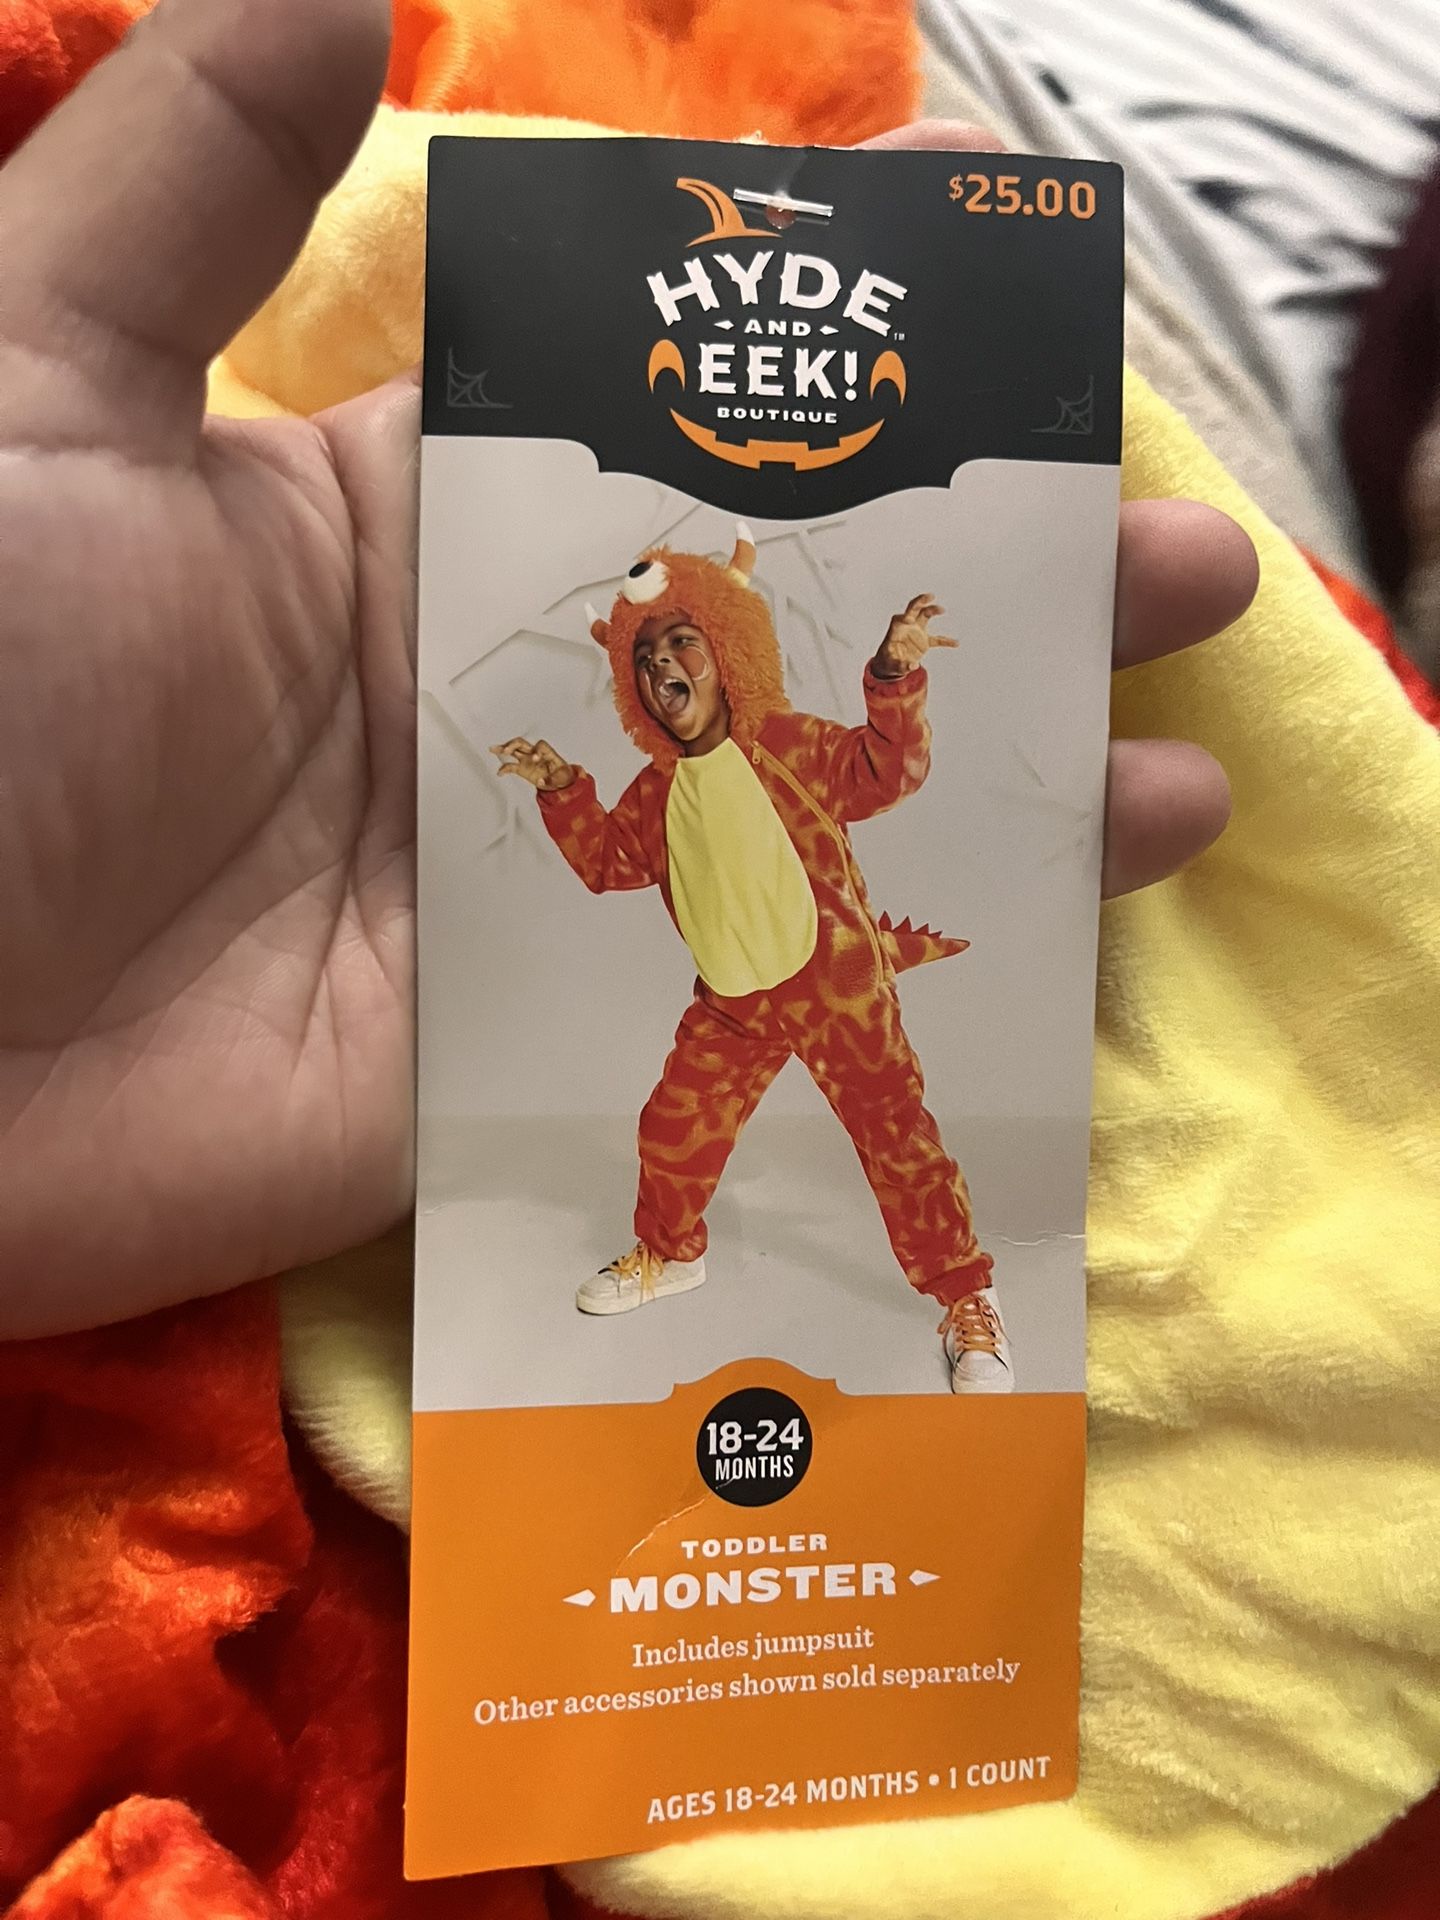 $25.00
HYDE
AND
EEK!
™
BOUTIQUE
18-24
MONTHS
TODDLER
MONSTER
Includes jumpsuit
Other accessories shown sold separately
AGES 18-24 MONTHS • 1 COUNT